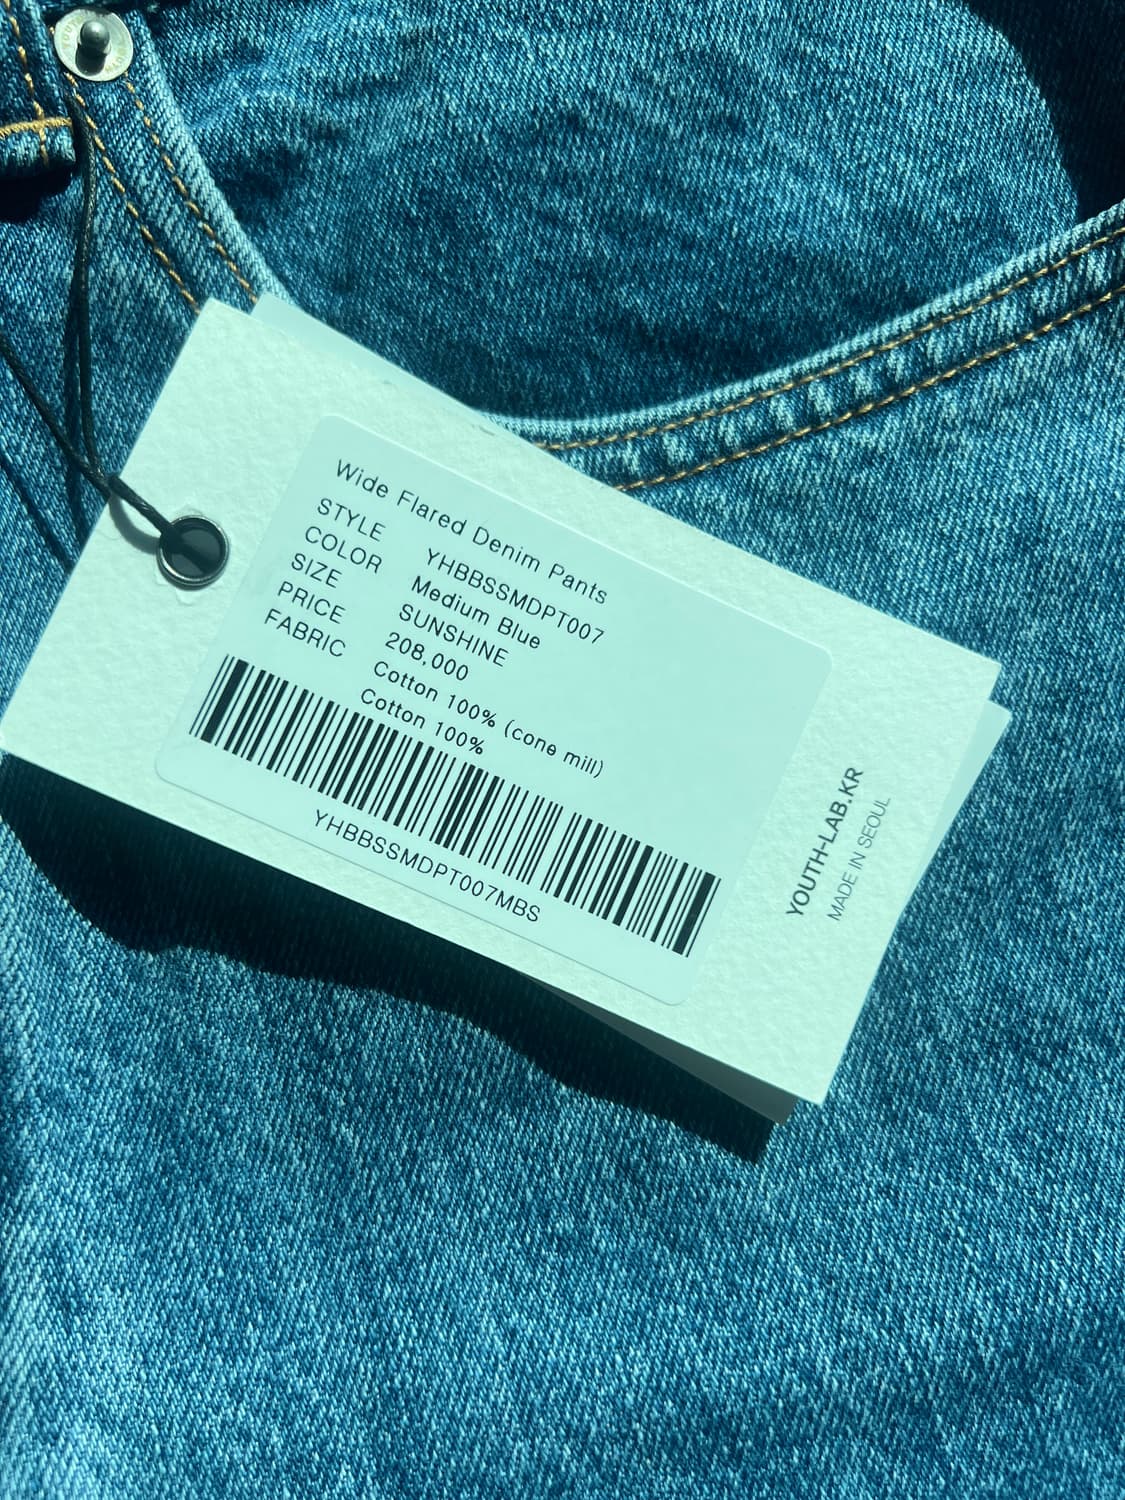 Wide Flared Denim Pants
STYLE YHBBSSMDPT007
COLOR Medium Blue
SIZE SUNSHINE
PRICE 208,000
FABRIC Cotton 100% (cone mill)
Cotton 100%
YHBBSSMDPT007MBS
YOUTH-LAB.KR
MADE IN SEOUL